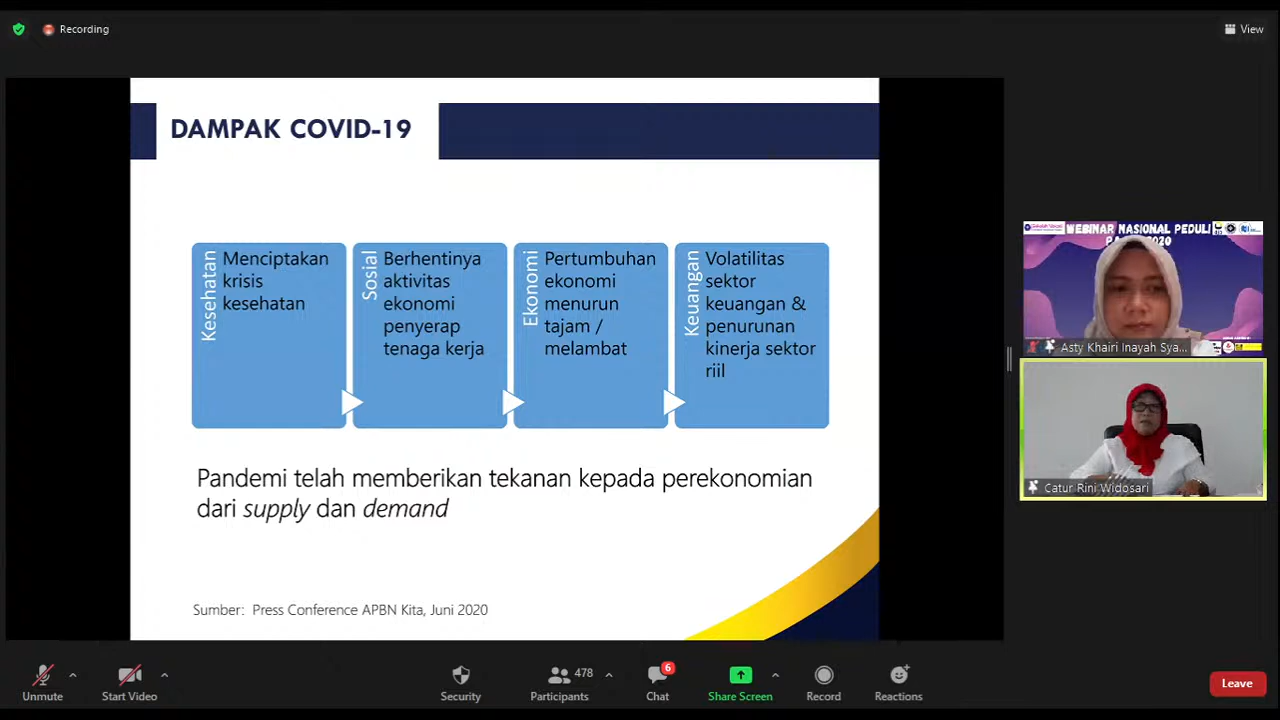 Recording
View
DAMPAK COVID-19
Kesehatan
Menciptakan
krisis
kesehatan
Sosial
Berhentinya
aktivitas
ekonomi
penyerap
tenaga kerja
Ekonomi
Pertumbuhan
ekonomi
menurun
tajam /
melambat
Keuangan
Volatilitas
sektor
keuangan &
penurunan
kinerja sektor
riil
Pandemi telah memberikan tekanan kepada perekonomian
dari supply dan demand
Sumber: Press Conference APBN Kita, Juni 2020
WEBINAR NASIONAL PEDULI
2020
Asty Khairi Inayah Sya...
Catur Rini Widosari
Unmute
Start Video
Security
478
Participants
6
Chat
Share Screen
Record
Reactions
Leave